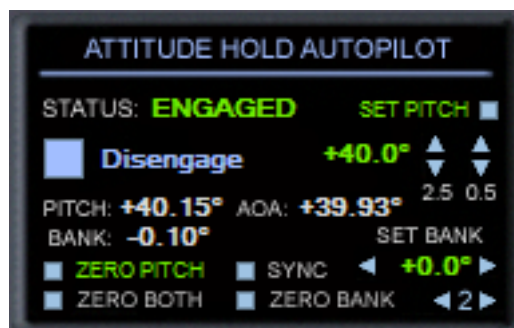 ATTITUDE HOLD AUTOPILOT
STATUS: ENGAGED SET PITCH
Disengage +40.0°
2.5 0.5
PITCH: +40.15° AOA: +39.93°
BANK: -0.10° SET BANK
ZERO PITCH SYNC +0.0°
ZERO BOTH ZERO BANK 2